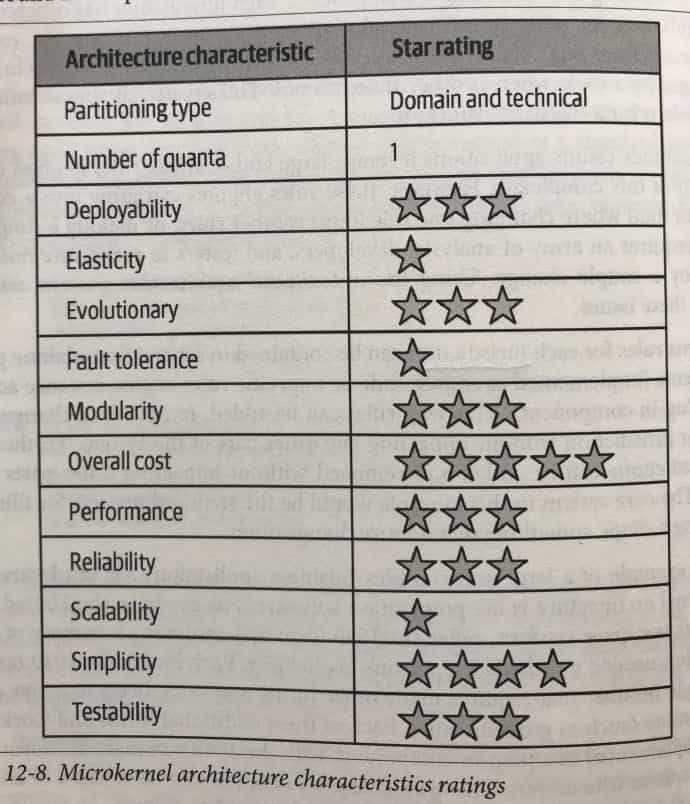 Architecture characteristic Star rating
Partitioning type Domain and technical
Number of quanta 1
Deployability ★★★
Elasticity ★
Evolutionary ★★★
Fault tolerance ★
Modularity ★★★
Overall cost ★★★★★
Performance ★★★
Reliability ★★★
Scalability ★
Simplicity ★★★★
Testability ★★★
12-8. Microkernel architecture characteristics ratings